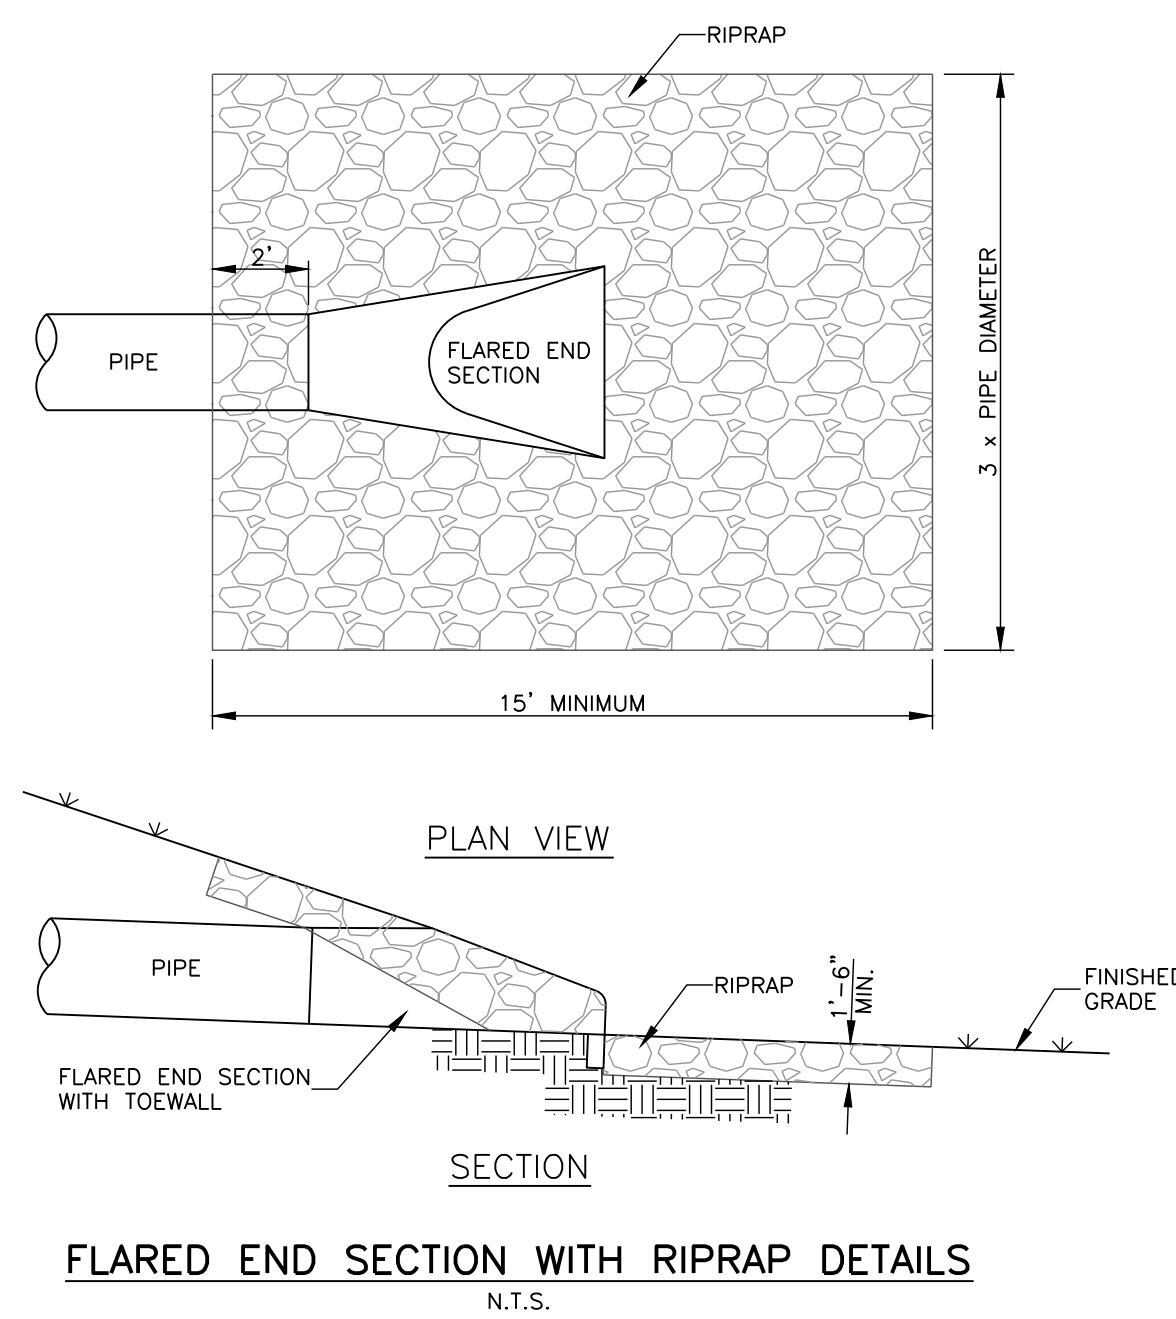 RIPRAP
2'
PIPE
FLARED END
SECTION
3 x PIPE DIAMETER
15' MINIMUM
PLAN VIEW
PIPE
RIPRAP
1'-6"
MIN.
FINISHED
GRADE
FLARED END SECTION
WITH TOEWALL
SECTION
FLARED END SECTION WITH RIPRAP DETAILS
N.T.S.